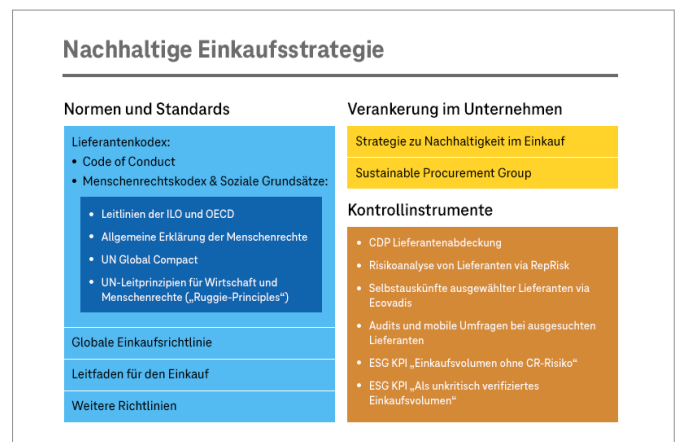 Nachhaltige Einkaufsstrategie
Normen und Standards
Lieferantenkodex:
• Code of Conduct
• Menschenrechtskodex & Soziale Grundsätze:
• Leitlinien der ILO und OECD
• Allgemeine Erklärung der Menschenrechte
• UN Global Compact
• UN-Leitprinzipien für Wirtschaft und
Menschenrechte („Ruggie-Principles“)
Globale Einkaufsrichtlinie
Leitfaden für den Einkauf
Weitere Richtlinien
Verankerung im Unternehmen
Strategie zu Nachhaltigkeit im Einkauf
Sustainable Procurement Group
Kontrollinstrumente
• CDP Lieferantenabdeckung
• Risikoanalyse von Lieferanten via RepRisk
• Selbstauskünfte ausgewählter Lieferanten via
Ecovadis
• Audits und mobile Umfragen bei ausgesuchten
Lieferanten
• ESG KPI „Einkaufsvolumen ohne CR-Risiko“
• ESG KPI „Als unkritisch verifiziertes
Einkaufsvolumen“